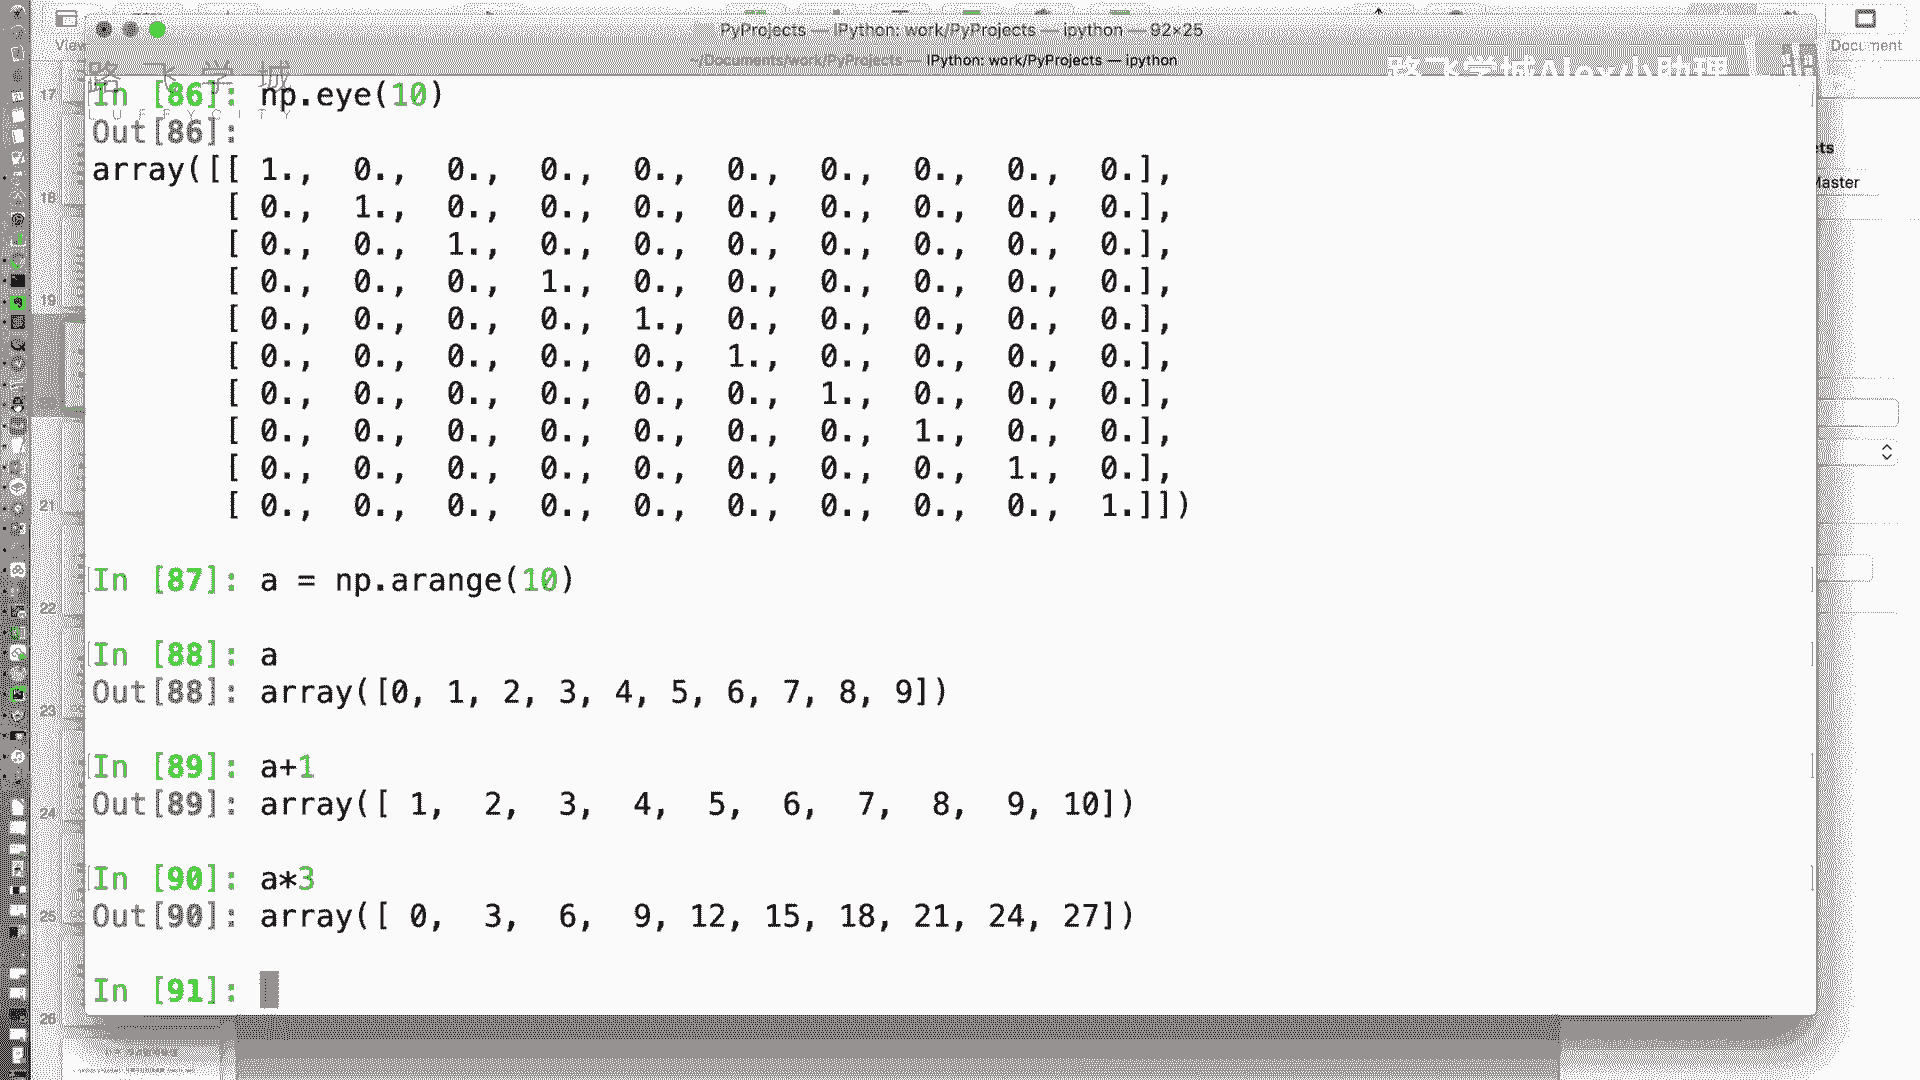 PyProjects — IPython: work/PyProjects — ipython — 92×25
~/Documents/work/PyProjects — IPython: work/PyProjects — ipython
View
Document
路飞学城
LUFFYCITY
路飞学城Alex小助理
Master
In [86]: np.eye(10)
Out[86]:
array([[ 1.,  0.,  0.,  0.,  0.,  0.,  0.,  0.,  0.,  0.],
       [ 0.,  1.,  0.,  0.,  0.,  0.,  0.,  0.,  0.,  0.],
       [ 0.,  0.,  1.,  0.,  0.,  0.,  0.,  0.,  0.,  0.],
       [ 0.,  0.,  0.,  1.,  0.,  0.,  0.,  0.,  0.,  0.],
       [ 0.,  0.,  0.,  0.,  1.,  0.,  0.,  0.,  0.,  0.],
       [ 0.,  0.,  0.,  0.,  0.,  1.,  0.,  0.,  0.,  0.],
       [ 0.,  0.,  0.,  0.,  0.,  0.,  1.,  0.,  0.,  0.],
       [ 0.,  0.,  0.,  0.,  0.,  0.,  0.,  1.,  0.,  0.],
       [ 0.,  0.,  0.,  0.,  0.,  0.,  0.,  0.,  1.,  0.],
       [ 0.,  0.,  0.,  0.,  0.,  0.,  0.,  0.,  0.,  1.]])
In [87]: a = np.arange(10)
In [88]: a
Out[88]: array([0, 1, 2, 3, 4, 5, 6, 7, 8, 9])
In [89]: a+1
Out[89]: array([ 1,  2,  3,  4,  5,  6,  7,  8,  9, 10])
In [90]: a*3
Out[90]: array([ 0,  3,  6,  9, 12, 15, 18, 21, 24, 27])
In [91]:
17
18
19
21
22
23
24
25
26